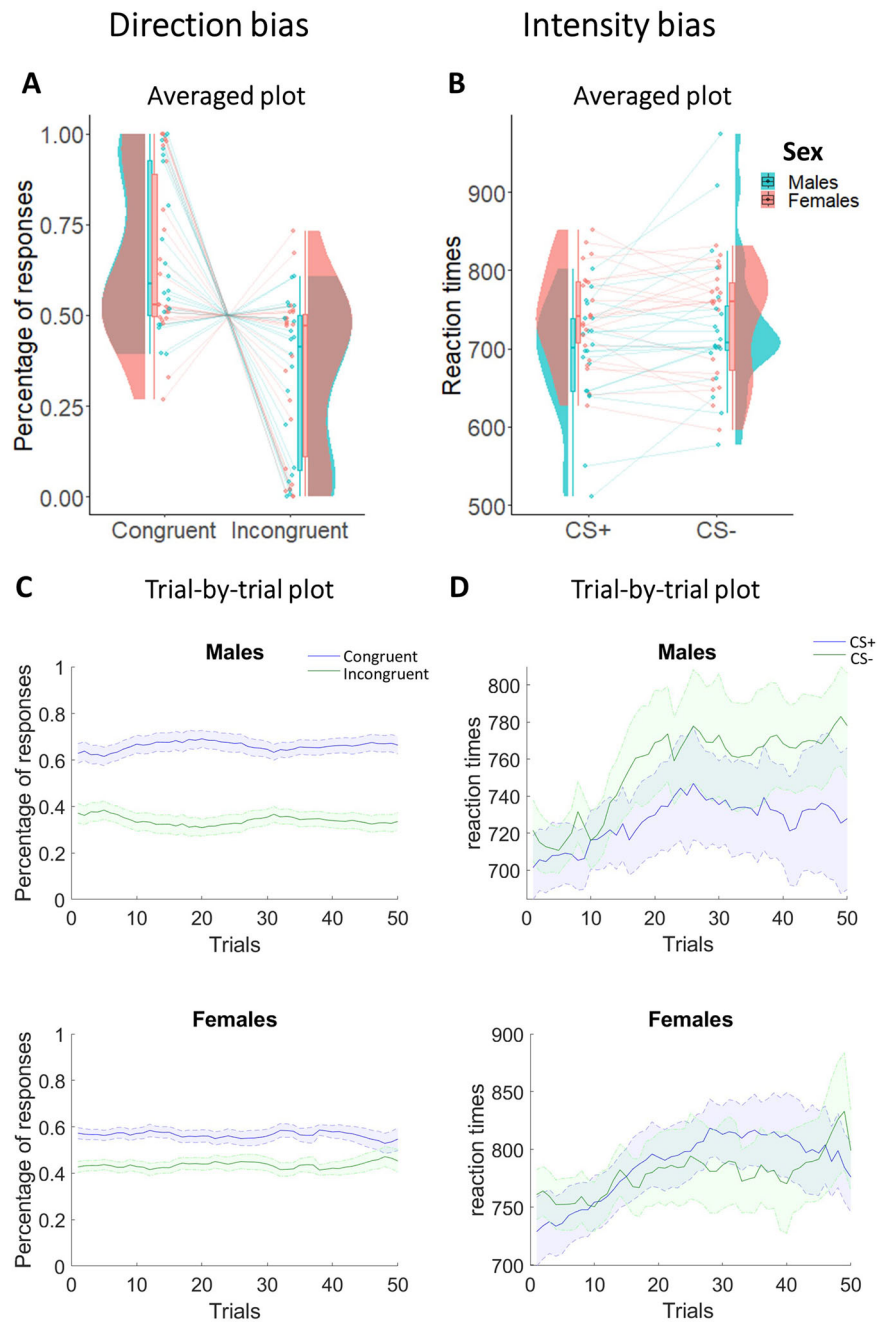 Direction bias
Intensity bias
A
Averaged plot
Percentage of responses
1.00
0.75
0.50
0.25
0.00
Congruent
Incongruent
B
Averaged plot
Reaction times
900
800
700
600
500
CS+
CS-
Sex
Males
Females
C
Trial-by-trial plot
Males
Congruent
Incongruent
Percentage of responses
1
0.8
0.6
0.4
0.2
0
0 10 20 30 40 50
Trials
D
Trial-by-trial plot
Males
CS+
CS-
reaction times
800
780
760
740
720
700
0 10 20 30 40 50
Trials
Females
Percentage of responses
1
0.8
0.6
0.4
0.2
0
0 10 20 30 40 50
Trials
Females
reaction times
900
850
800
750
700
0 10 20 30 40 50
Trials